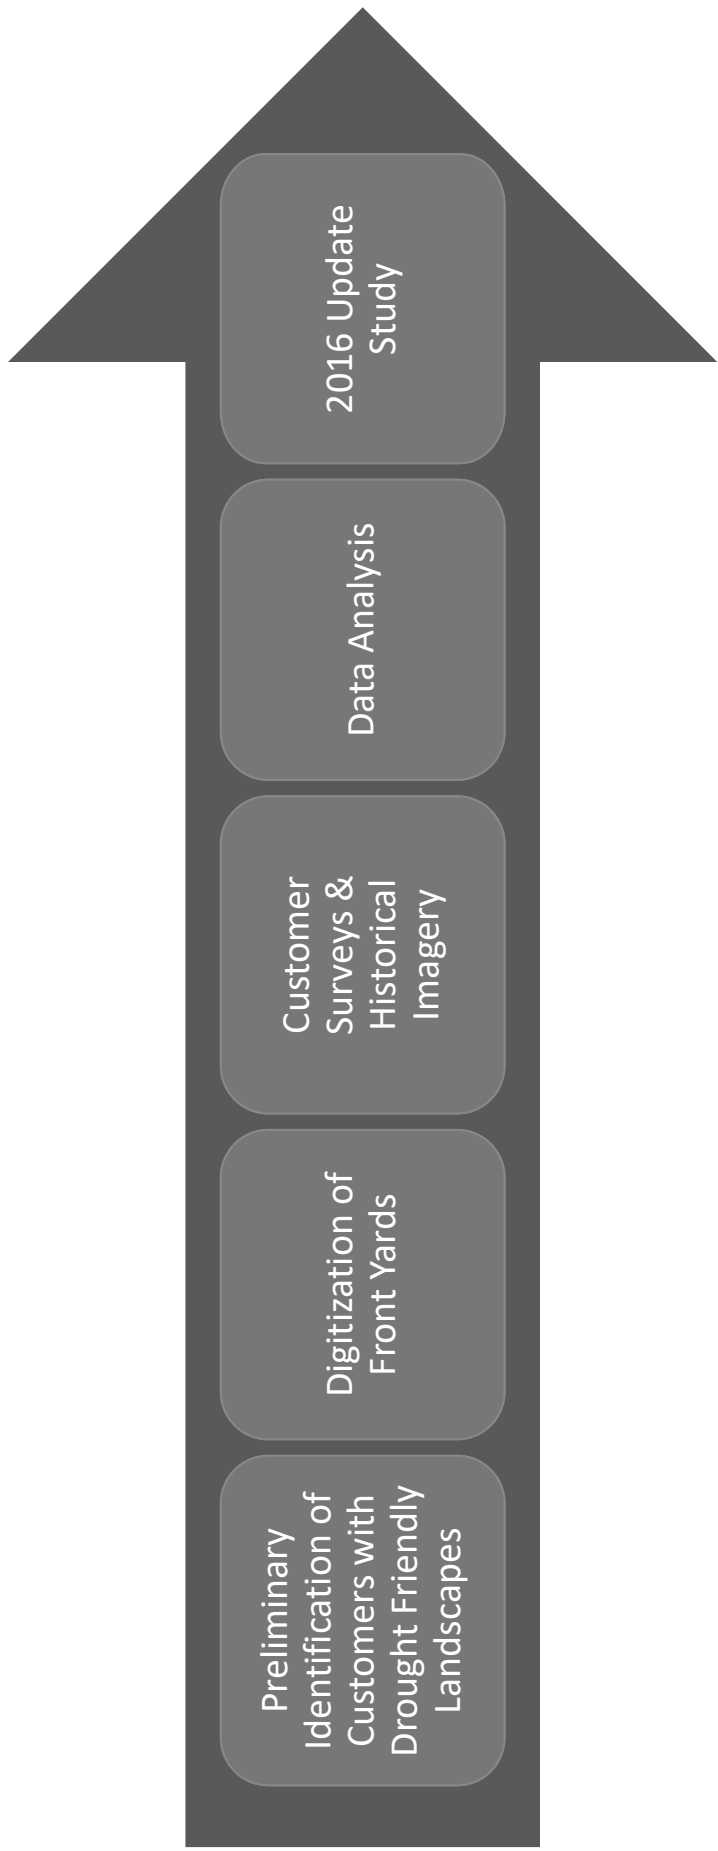 Preliminary
Identification of
Customers with
Drought Friendly
Landscapes
Digitization of
Front Yards
Customer
Surveys &
Historical
Imagery
Data Analysis
2016 Update
Study